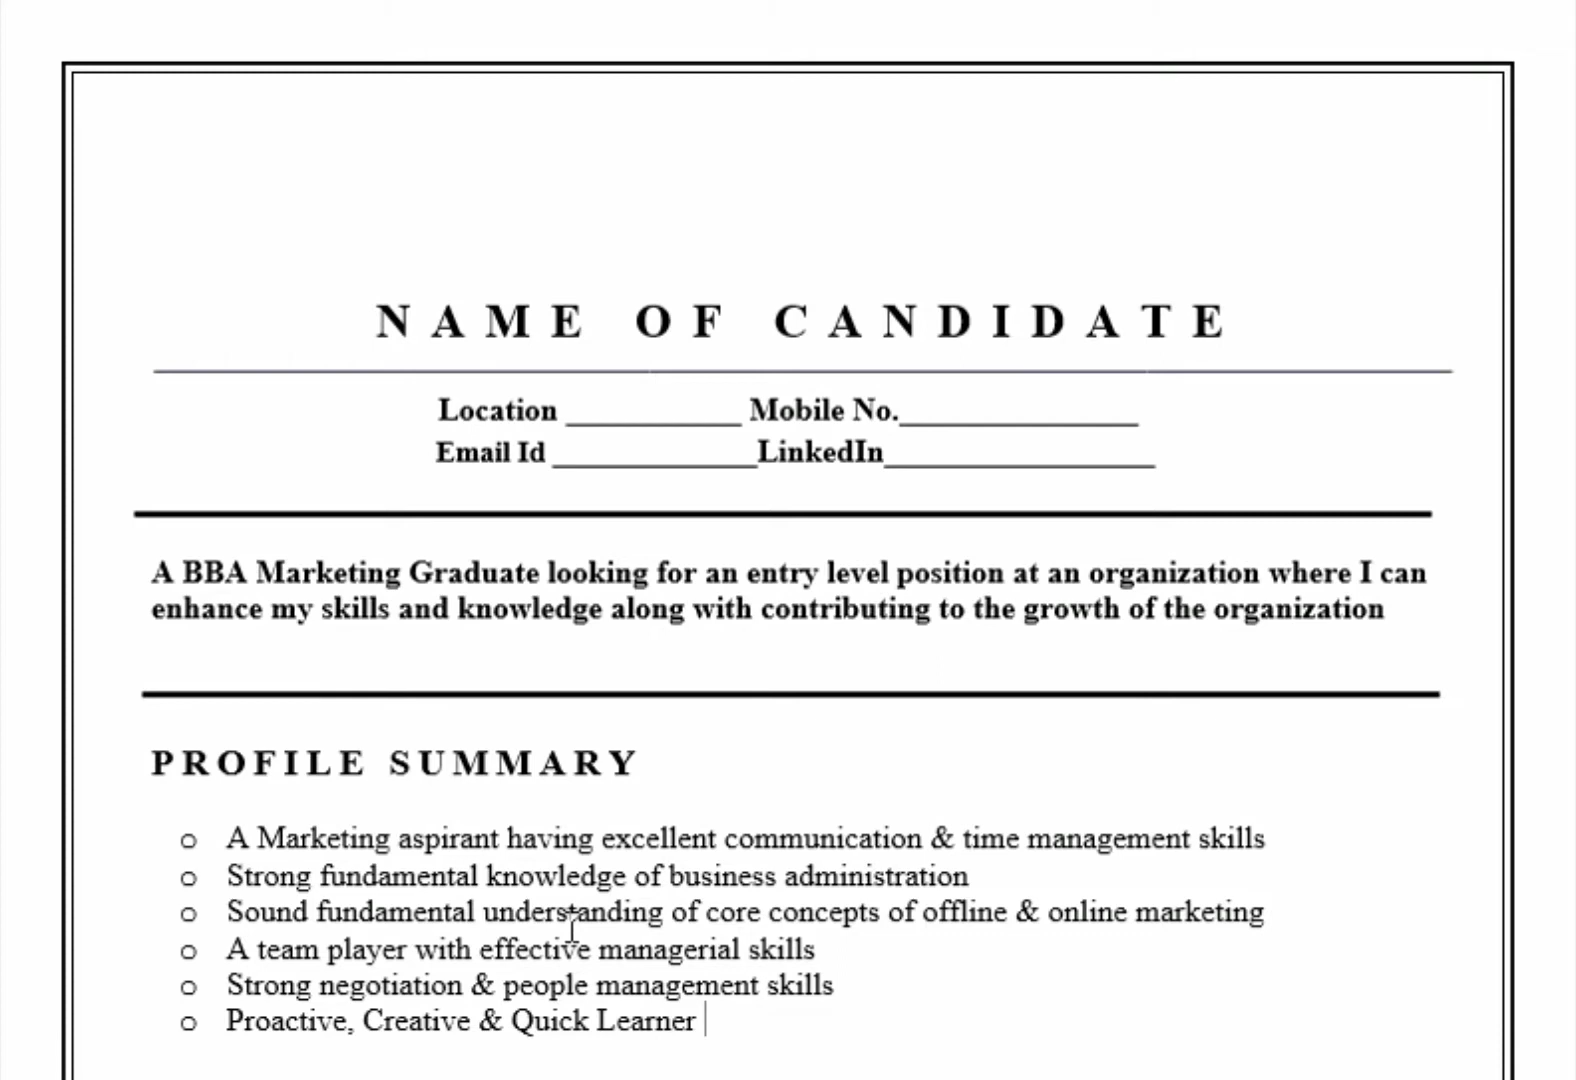 NAME OF CANDIDATE
Location ___________ Mobile No._______________
Email Id _____________LinkedIn_________________
A BBA Marketing Graduate looking for an entry level position at an organization where I can
enhance my skills and knowledge along with contributing to the growth of the organization
PROFILE SUMMARY
o A Marketing aspirant having excellent communication & time management skills
o Strong fundamental knowledge of business administration
o Sound fundamental understanding of core concepts of offline & online marketing
o A team player with effective managerial skills
o Strong negotiation & people management skills
o Proactive, Creative & Quick Learner